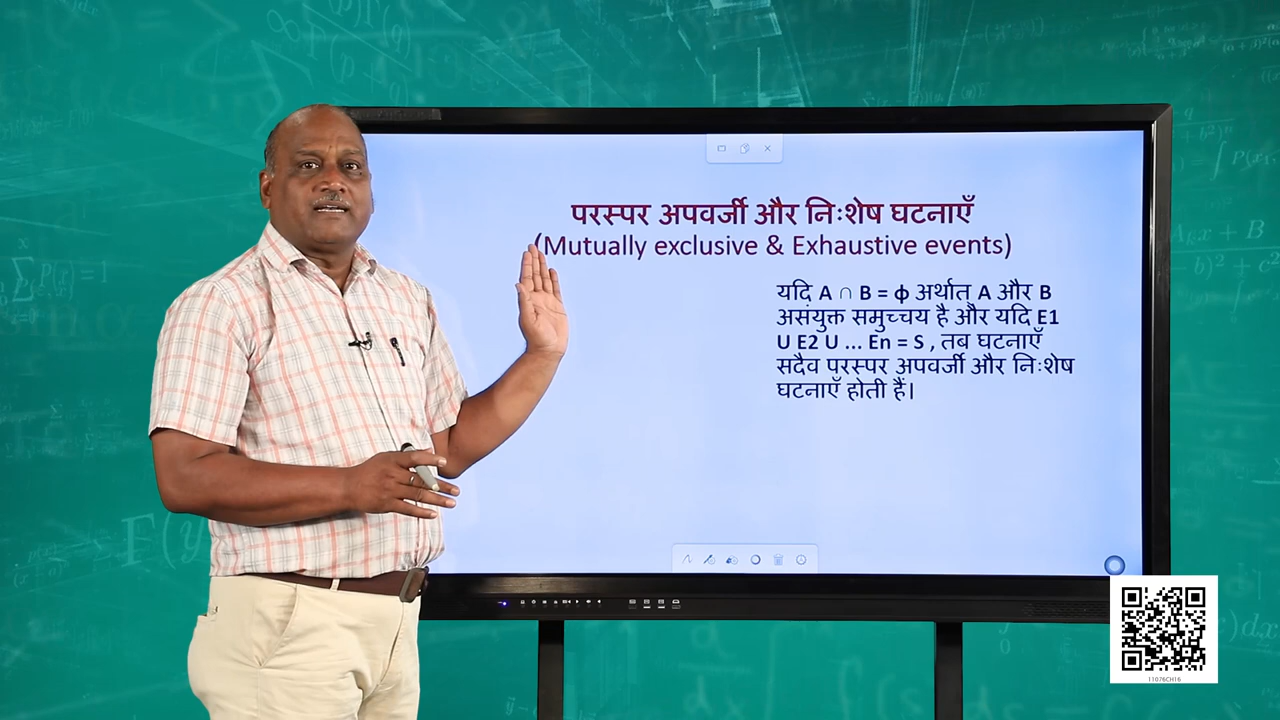 परस्पर अपवर्जी और निःशेष घटनाएँ
(Mutually exclusive & Exhaustive events)
यदि A ∩ B = ф अर्थात A और B
असंयुक्त समुच्चय है और यदि E1
U E2 U ... En = S , तब घटनाएँ
सदैव परस्पर अपवर्जी और निःशेष
घटनाएँ होती हैं।
11076CH16